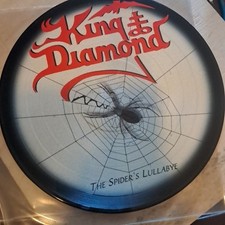 King
Diamond
The Spider's Lullabye